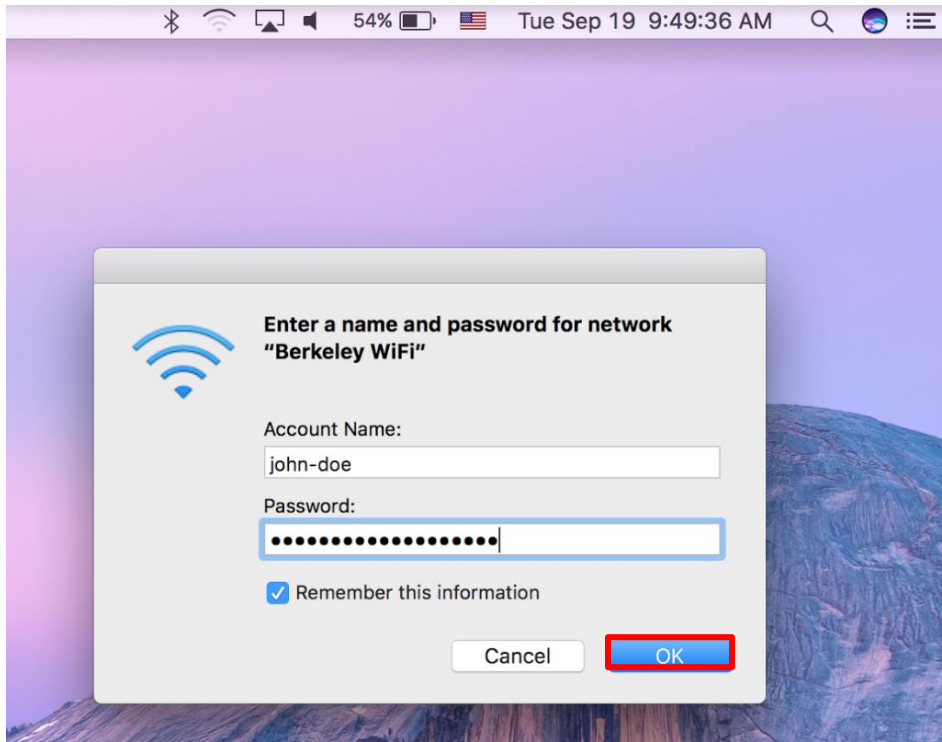 54% Tue Sep 19 9:49:36 AM
Enter a name and password for network
“Berkeley WiFi”
Account Name:
john-doe
Password:
●●●●●●●●●●●●●●●●●●●
Remember this information
Cancel OK